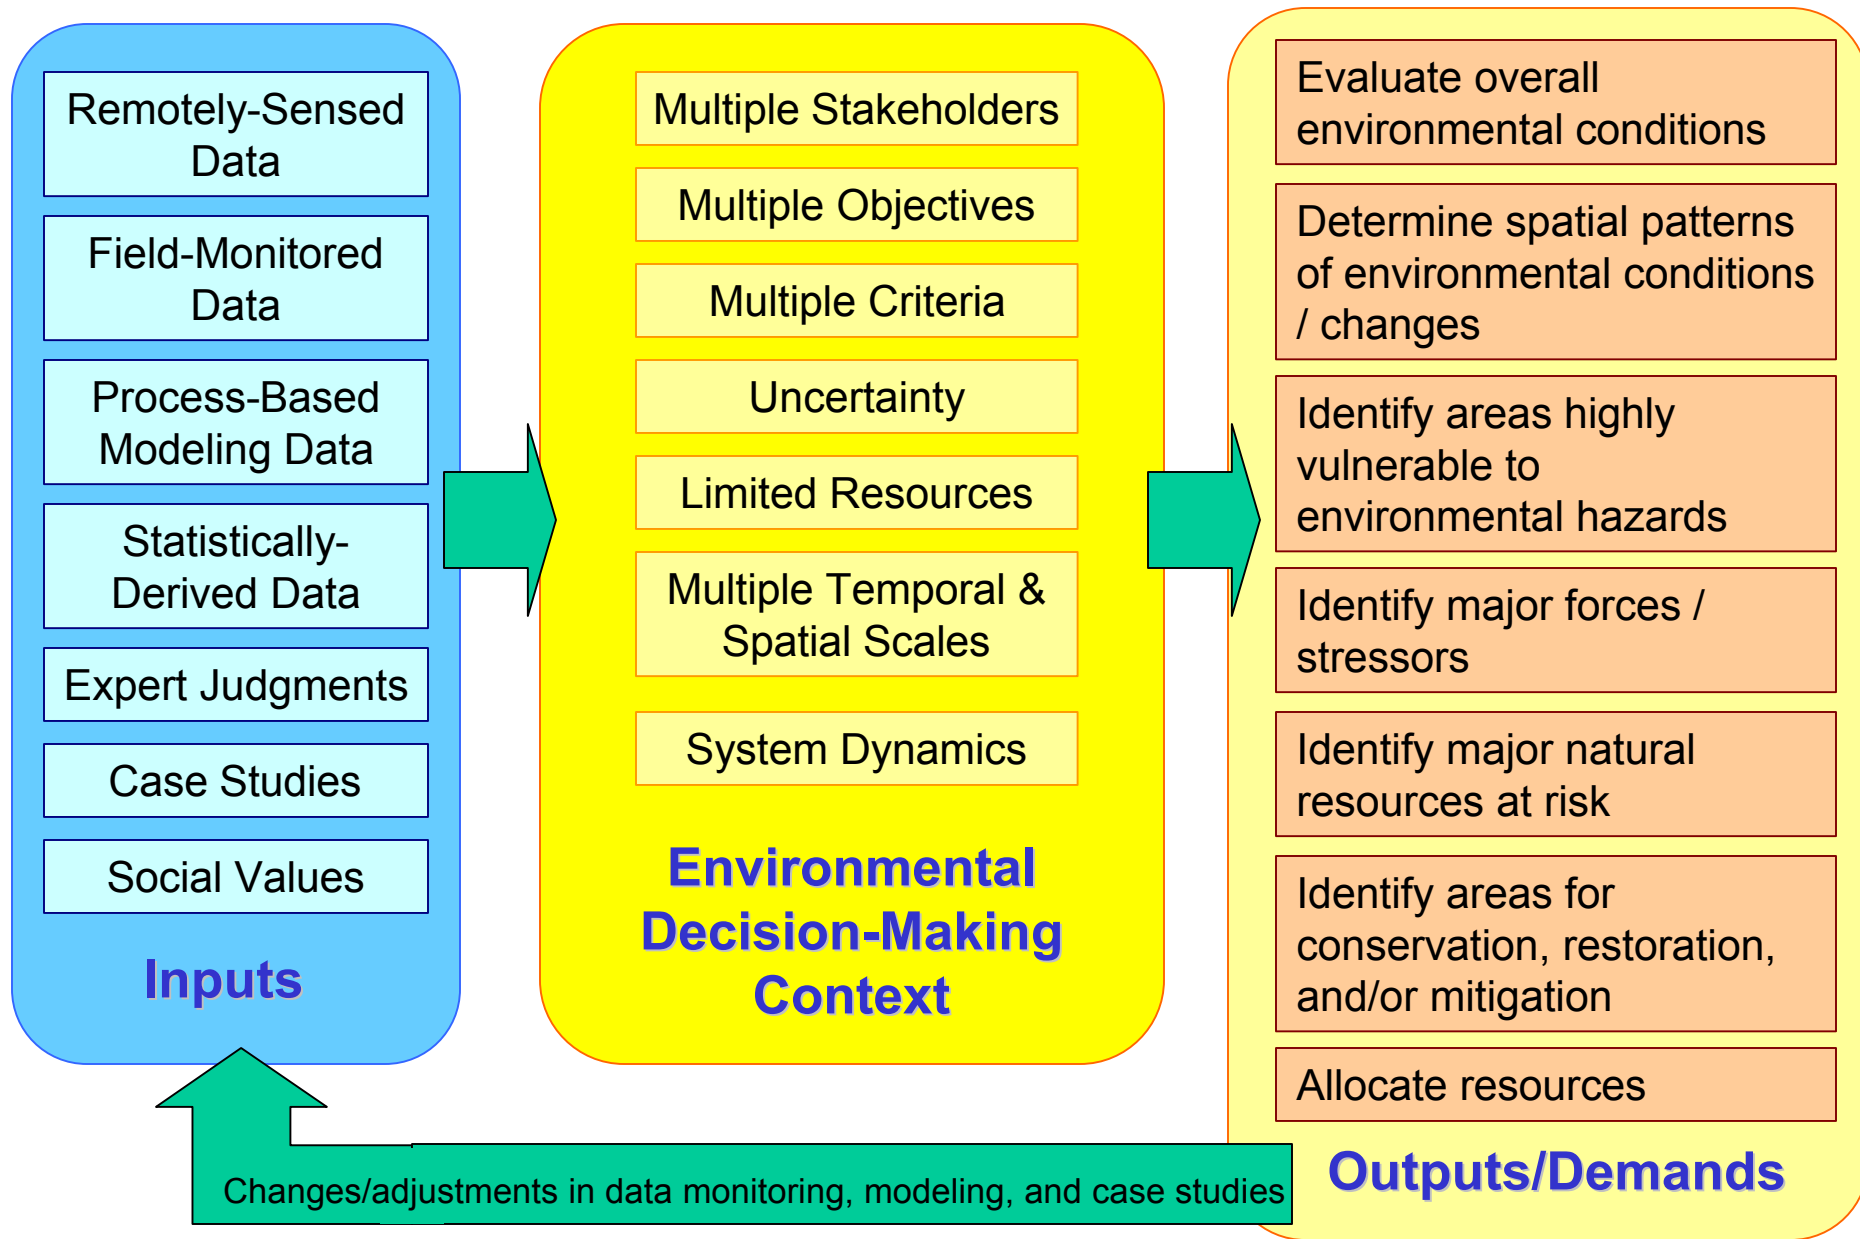 Remotely-Sensed
Data
Field-Monitored
Data
Process-Based
Modeling Data
Statistically-
Derived Data
Expert Judgments
Case Studies
Social Values
Inputs
Multiple Stakeholders
Multiple Objectives
Multiple Criteria
Uncertainty
Limited Resources
Multiple Temporal &
Spatial Scales
System Dynamics
Environmental
Decision-Making
Context
Evaluate overall
environmental conditions
Determine spatial patterns
of environmental conditions
/ changes
Identify areas highly
vulnerable to
environmental hazards
Identify major forces /
stressors
Identify major natural
resources at risk
Identify areas for
conservation, restoration,
and/or mitigation
Allocate resources
Outputs/Demands
Changes/adjustments in data monitoring, modeling, and case studies